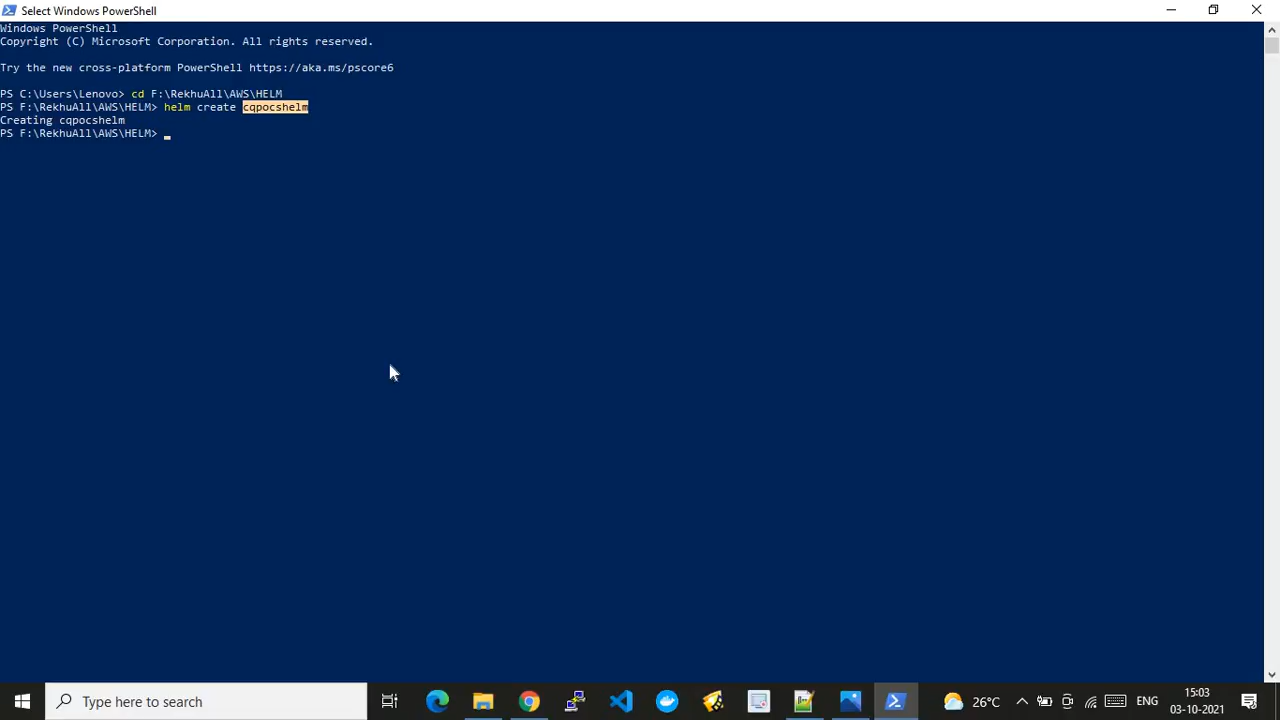 Select Windows PowerShell
Windows PowerShell
Copyright (C) Microsoft Corporation. All rights reserved.
Try the new cross-platform PowerShell https://aka.ms/pscore6
PS C:\Users\Lenovo> cd F:\RekhuAll\AWS\HELM
PS F:\RekhuAll\AWS\HELM> helm create cqpocshelm
Creating cqpocshelm
PS F:\RekhuAll\AWS\HELM>
Type here to search
26°C
ENG
15:03
03-10-2021